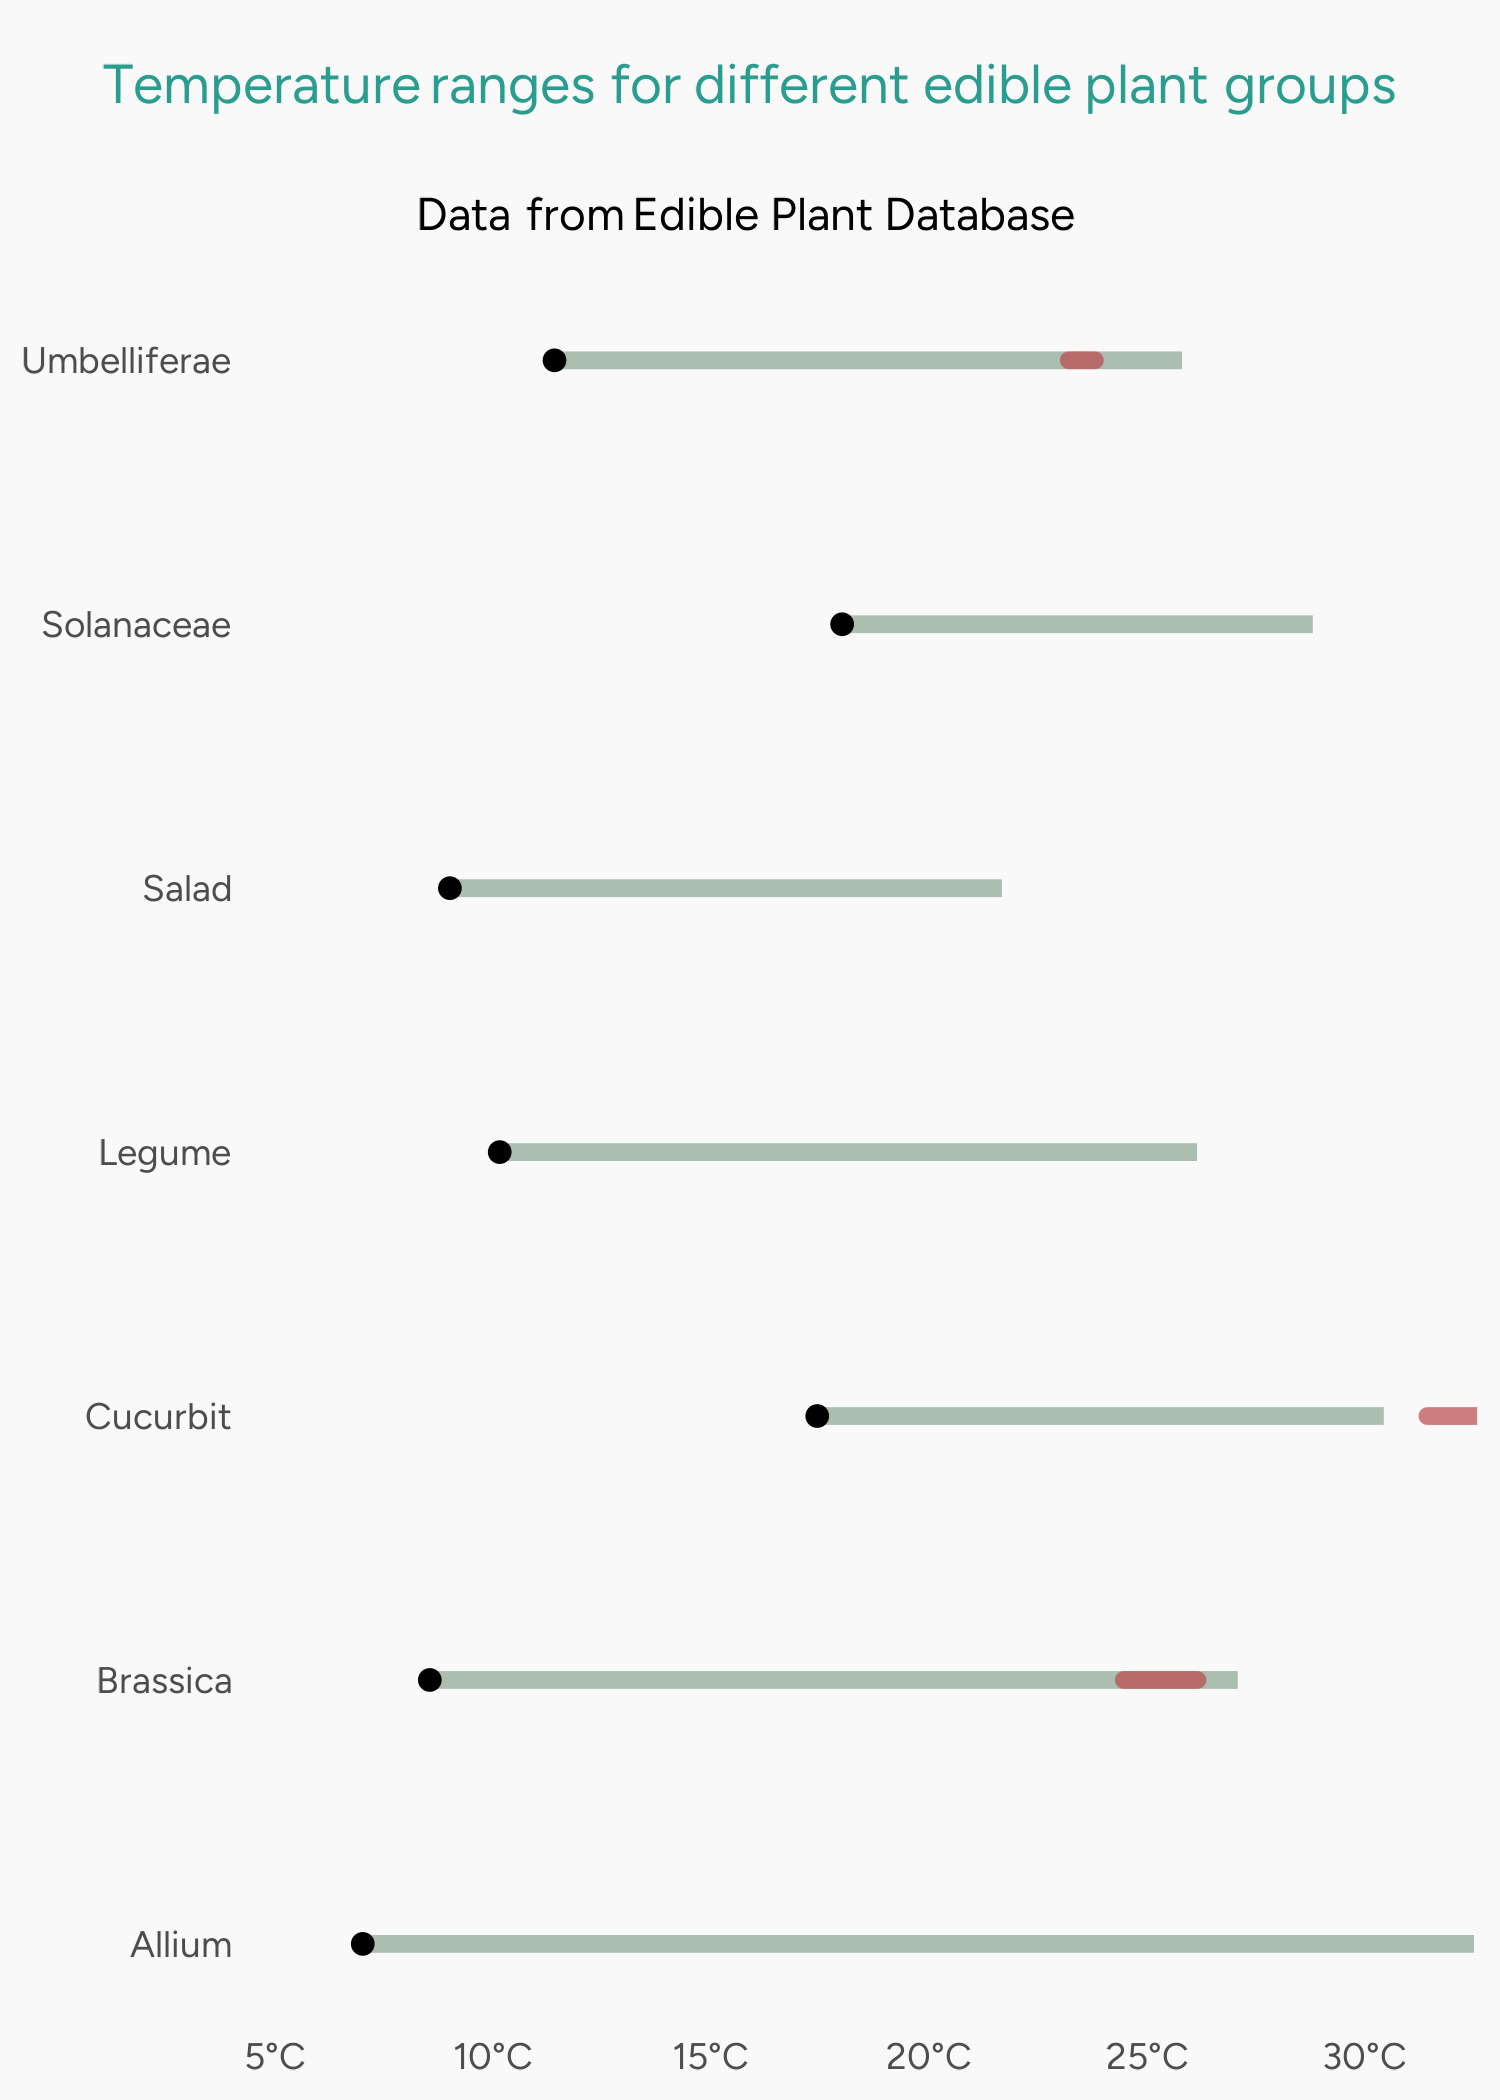 Temperature ranges for different edible plant groups
Data from Edible Plant Database
Umbelliferae
Solanaceae
Salad
Legume
Cucurbit
Brassica
Allium
5°C 10°C 15°C 20°C 25°C 30°C